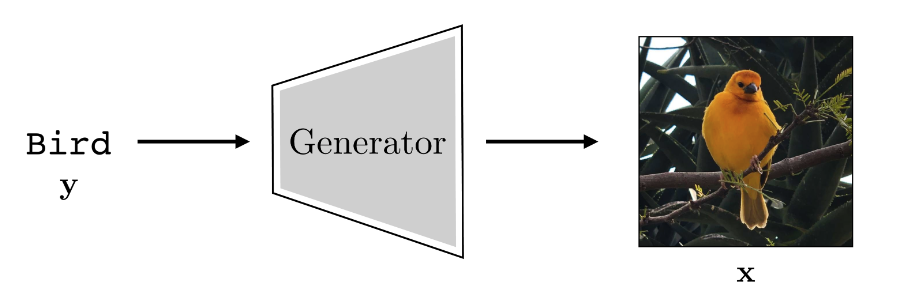 Bird
y
Generator
x